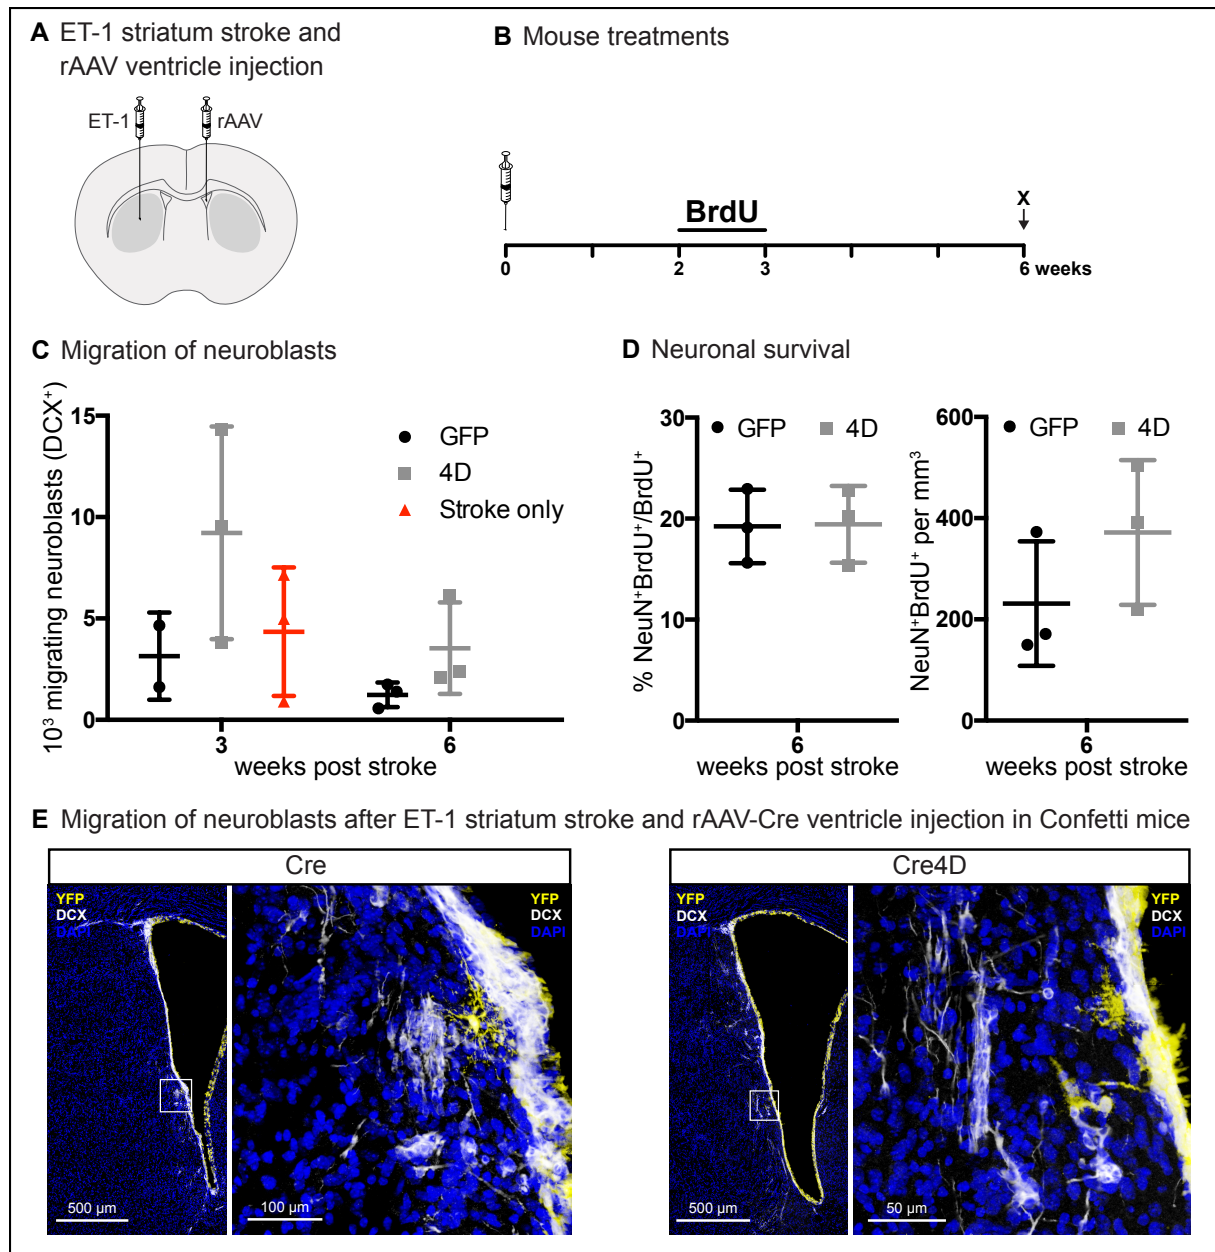 A ET-1 striatum stroke and
rAAV ventricle injection
ET-1
rAAV
B Mouse treatments
BrdU
X
0
2
3
6 weeks
C Migration of neuroblasts
10³ migrating neuroblasts (DCX⁺)
15
10
5
0
GFP
4D
Stroke only
3
6
weeks post stroke
D Neuronal survival
% NeuN⁺BrdU⁺/BrdU⁺
30
20
10
0
GFP
4D
6
weeks post stroke
NeuN⁺BrdU⁺ per mm³
600
400
200
0
GFP
4D
6
weeks post stroke
E Migration of neuroblasts after ET-1 striatum stroke and rAAV-Cre ventricle injection in Confetti mice
Cre
YFP
DCX
DAPI
500 µm
YFP
DCX
DAPI
100 µm
Cre4D
YFP
DCX
DAPI
500 µm
YFP
DCX
DAPI
50 µm